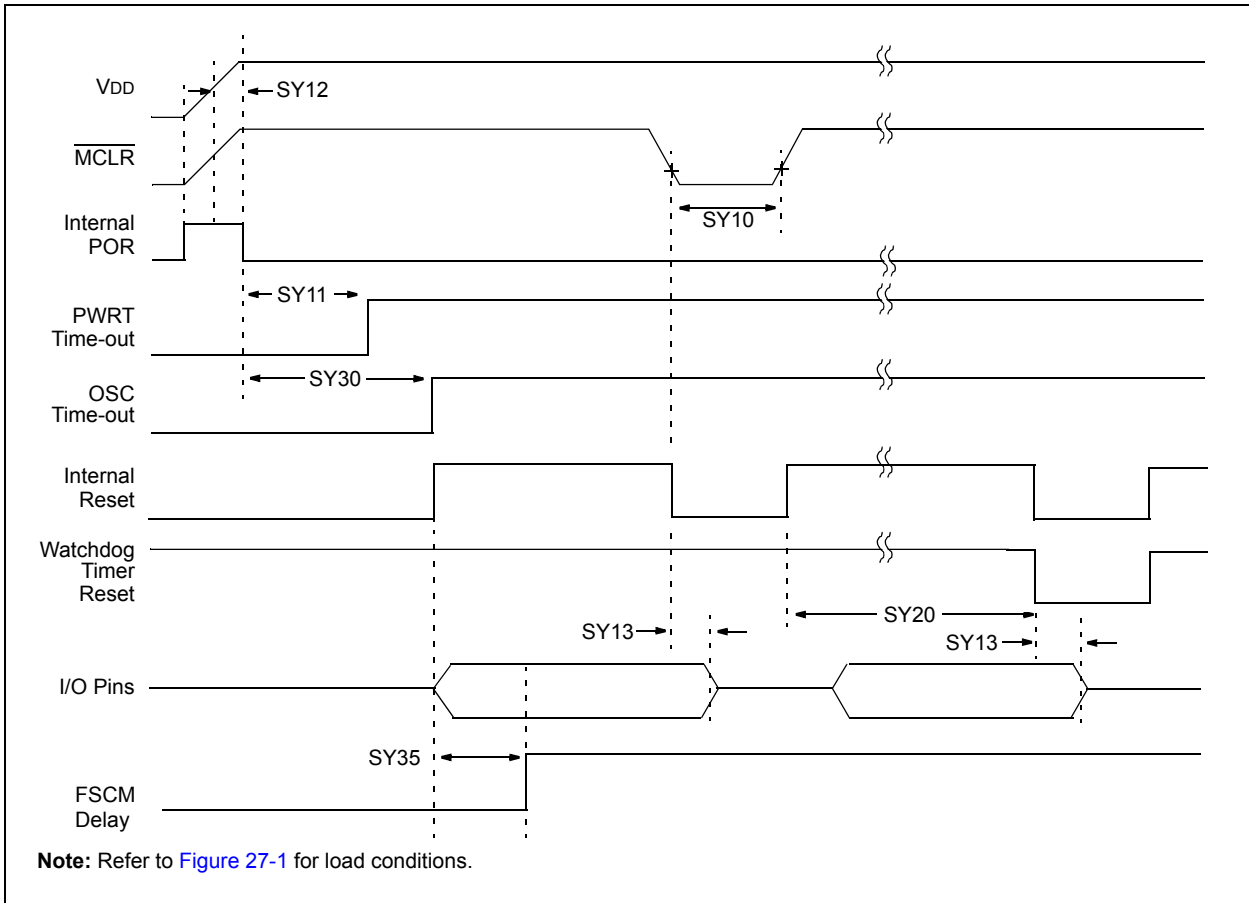 VDD
SY12
MCLR
SY10
Internal
POR
SY11
PWRT
Time-out
SY30
OSC
Time-out
Internal
Reset
Watchdog
Timer
Reset
SY20
SY13
SY13
I/O Pins
SY35
FSCM
Delay
Note: Refer to Figure 27-1 for load conditions.